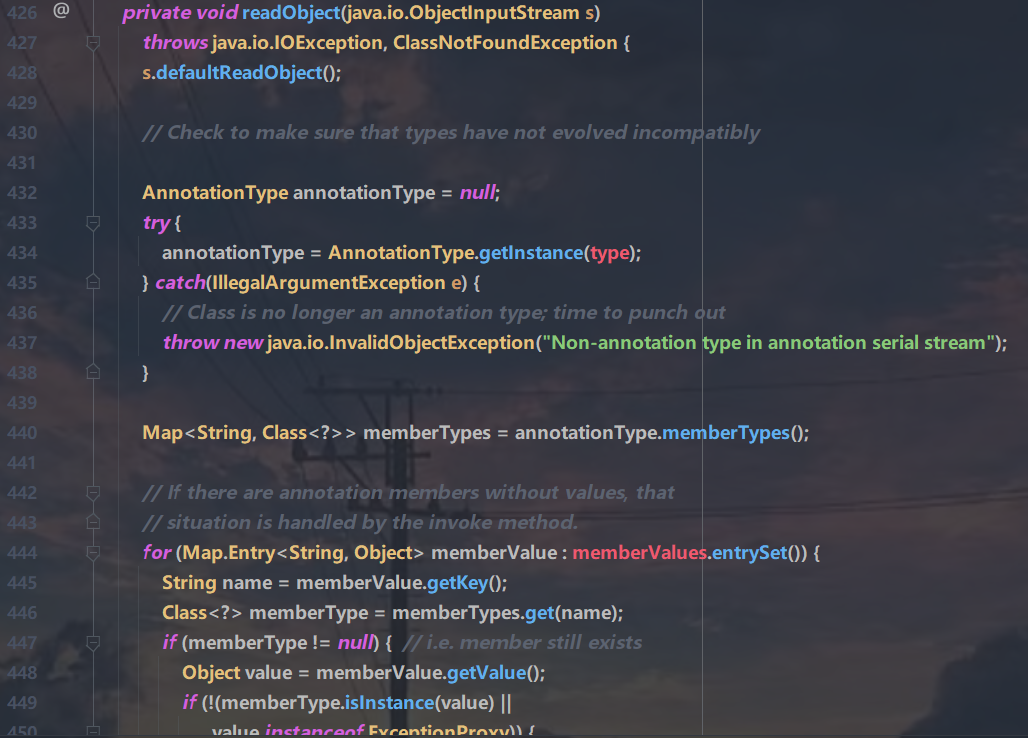 426 @ private void readObject(java.io.ObjectInputStream s)
427 throws java.io.IOException, ClassNotFoundException {
428 s.defaultReadObject();
429
430 // Check to make sure that types have not evolved incompatibly
431
432 AnnotationType annotationType = null;
433 try {
434 annotationType = AnnotationType.getInstance(type);
435 } catch(IllegalArgumentException e) {
436 // Class is no longer an annotation type; time to punch out
437 throw new java.io.InvalidObjectException("Non-annotation type in annotation serial stream");
438 }
439
440 Map<String, Class<?>> memberTypes = annotationType.memberTypes();
441
442 // If there are annotation members without values, that
443 // situation is handled by the invoke method.
444 for (Map.Entry<String, Object> memberValue : memberValues.entrySet()) {
445 String name = memberValue.getKey();
446 Class<?> memberType = memberTypes.get(name);
447 if (memberType != null) { // i.e. member still exists
448 Object value = memberValue.getValue();
449 if (!(memberType.isInstance(value) ||
450 value instanceof ExceptionProxy)) {